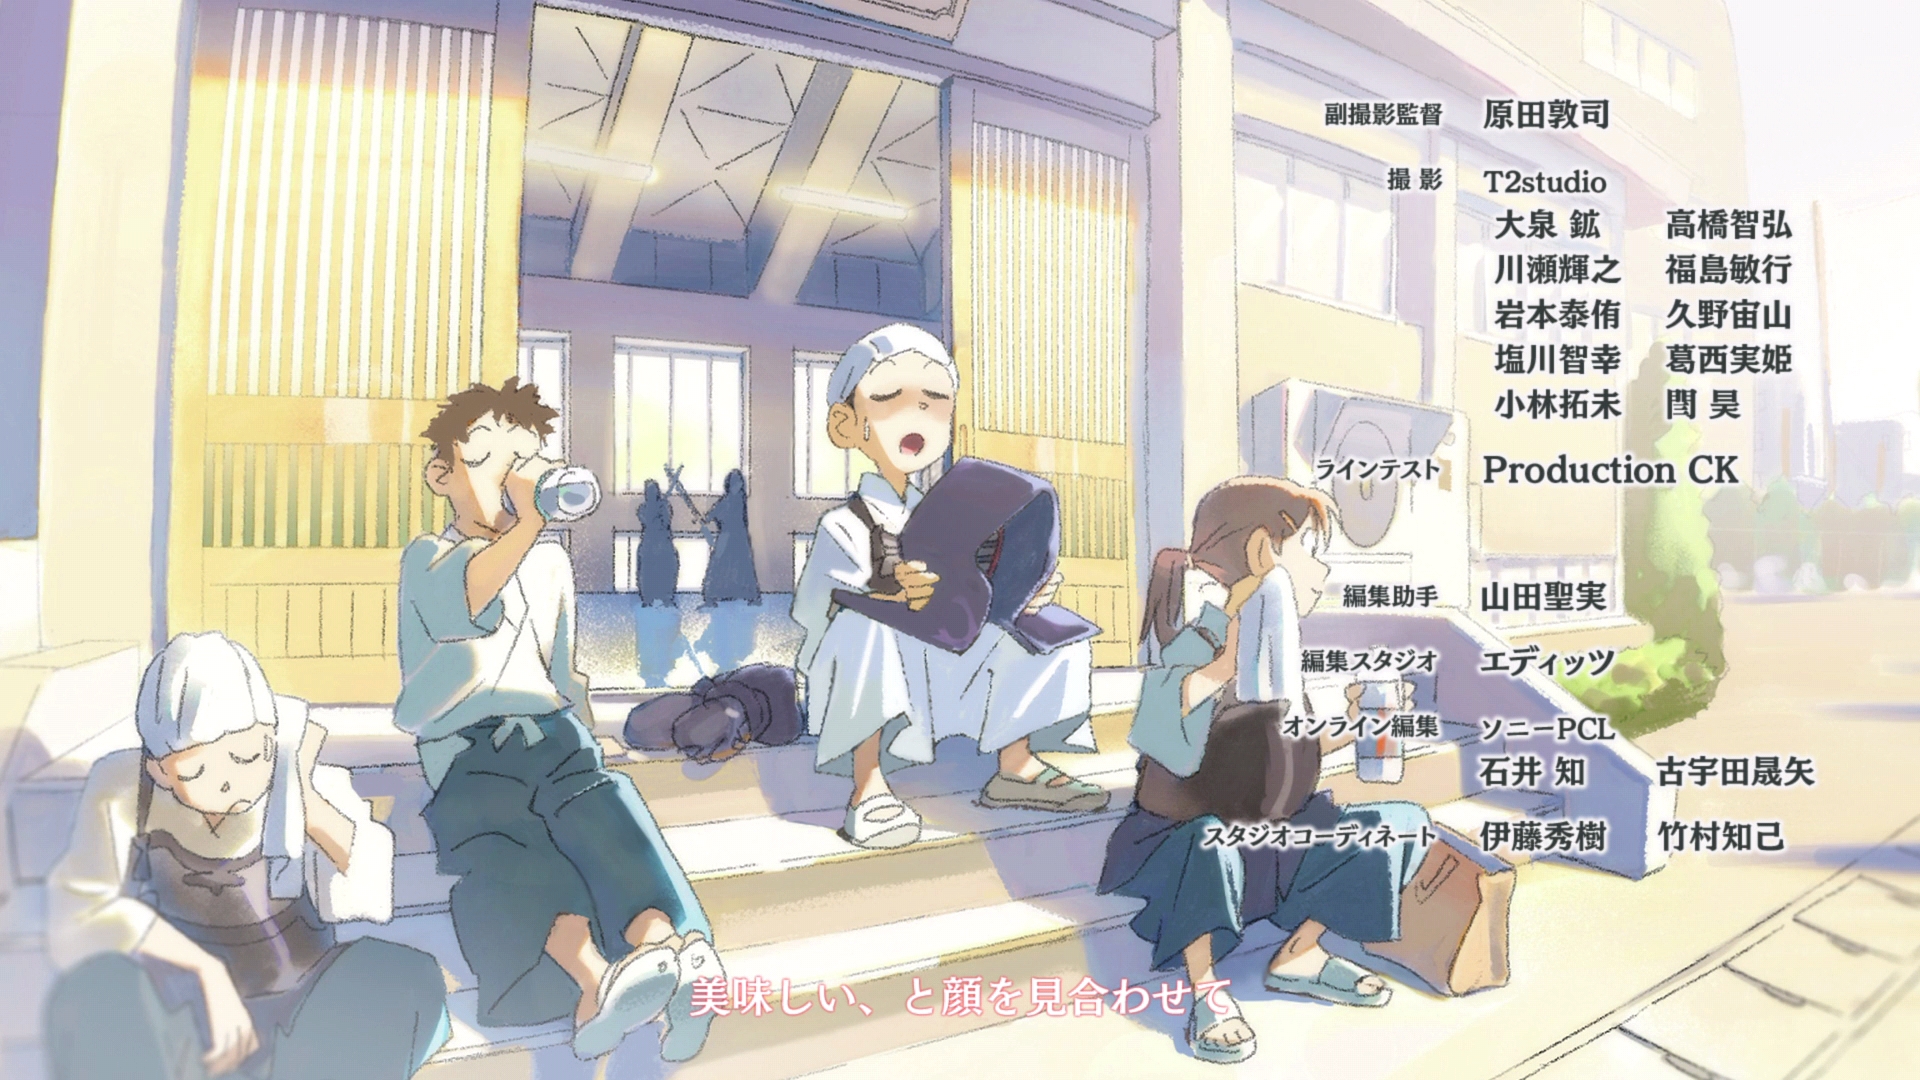 副撮影監督 原田敦司
撮影 T2studio
大泉 鉱 高橋智弘
川瀬輝之 福島敏行
岩本泰侑 久野宙山
塩川智幸 葛西実姫
小林拓未 閆 昊
ラインテスト Production CK
編集助手 山田聖実
編集スタジオ エディッツ
オンライン編集 ソニーPCL
石井 知 古宇田晟矢
スタジオコーディネート 伊藤秀樹 竹村知己
美味しい、と顔を見合わせて